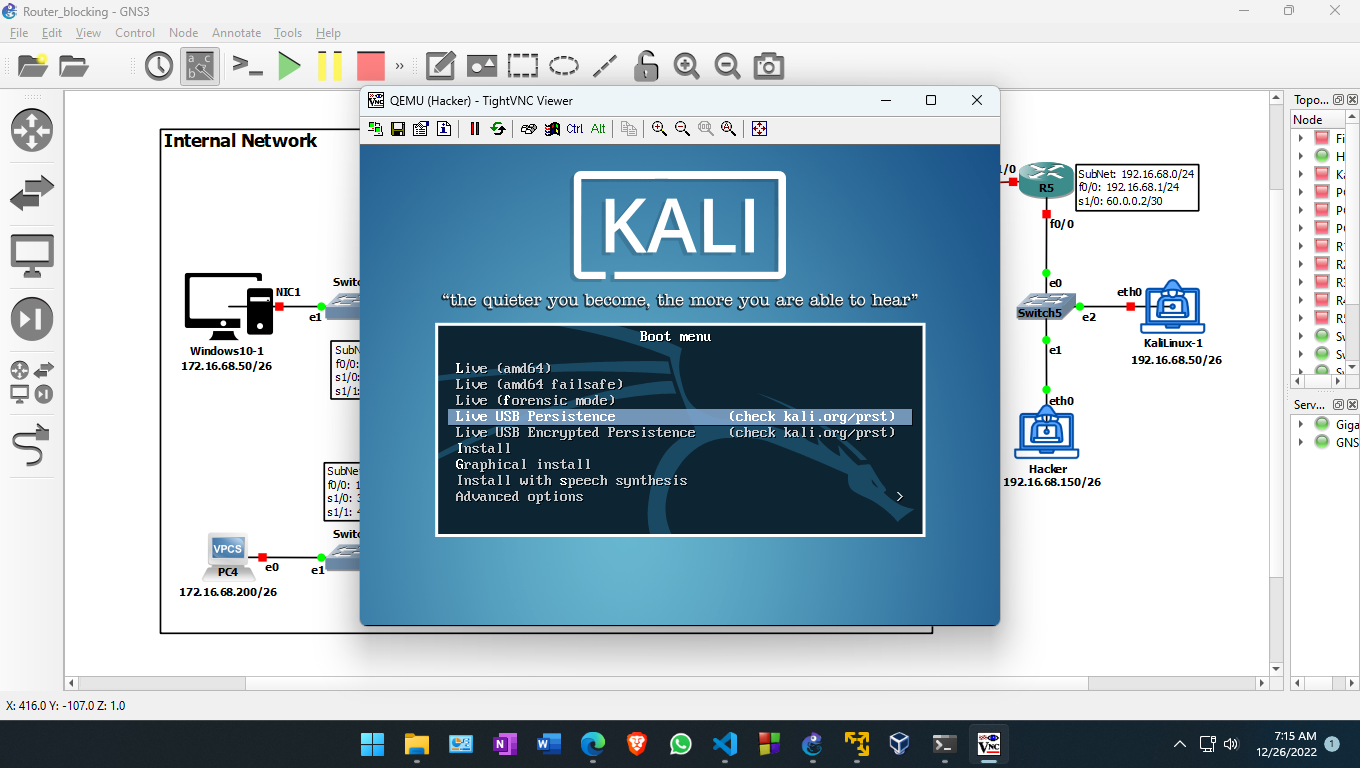 Router_blocking - GNS3
File Edit View Control Node Annotate Tools Help
QEMU (Hacker) - TightVNC Viewer
Ctrl Alt
KALI
“the quieter you become, the more you are able to hear”
Boot menu
Live (amd64)
Live (amd64 failsafe)
Live (forensic mode)
Live USB Persistence (check kali.org/prst)
Live USB Encrypted Persistence (check kali.org/prst)
Install
Graphical install
Install with speech synthesis
Advanced options >
Internal Network
NIC1
Switc
e1
Windows10-1
172.16.68.50/26
SubN
f0/0:
s1/0:
s1/1:
SubNe
f0/0: 1
s1/0: 3
s1/1: 4
Switc
VPCS
PC4
e0
e1
172.16.68.200/26
1/0
R5
SubNet: 192.16.68.0/24
f0/0: 192.16.68.1/24
s1/0: 60.0.0.2/30
f0/0
e0
eth0
Switch5
e2
KaliLinux-1
192.168.68.50/26
e1
eth0
Hacker
192.168.68.150/26
Topo...
Node
Fi
H
Ka
P
P
P
R1
R2
R3
R4
R5
Sv
Sv
Sv
Serv...
Giga
GNS
X: 416.0 Y: -107.0 Z: 1.0
VNC
7:15 AM
12/26/2022
1